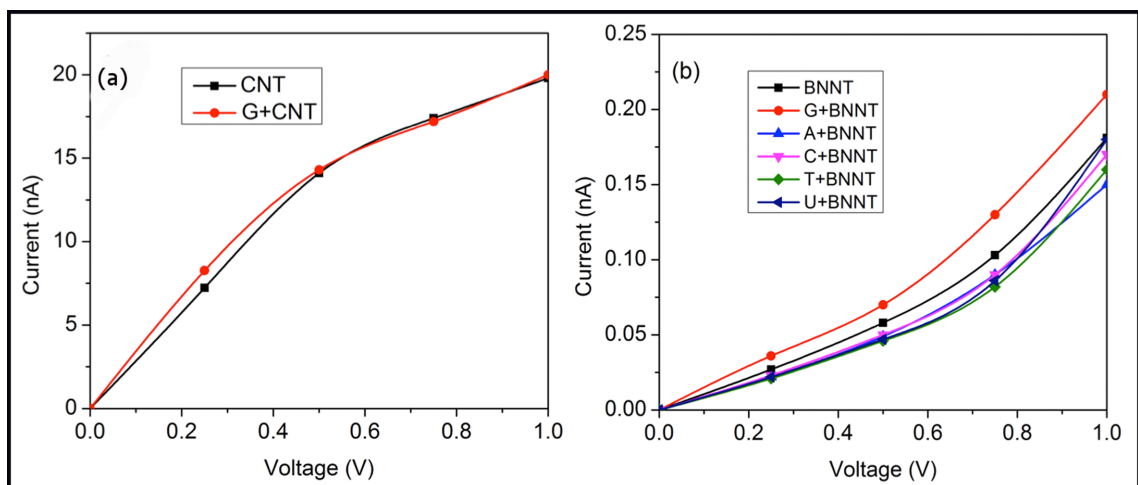 (a)
CNT
G+CNT
20
15
10
5
0
0.0 0.2 0.4 0.6 0.8 1.0
Current (nA)
Voltage (V)
(b)
BNNT
G+BNNT
A+BNNT
C+BNNT
T+BNNT
U+BNNT
0.25
0.20
0.15
0.10
0.05
0.00
0.0 0.2 0.4 0.6 0.8 1.0
Current (nA)
Voltage (V)